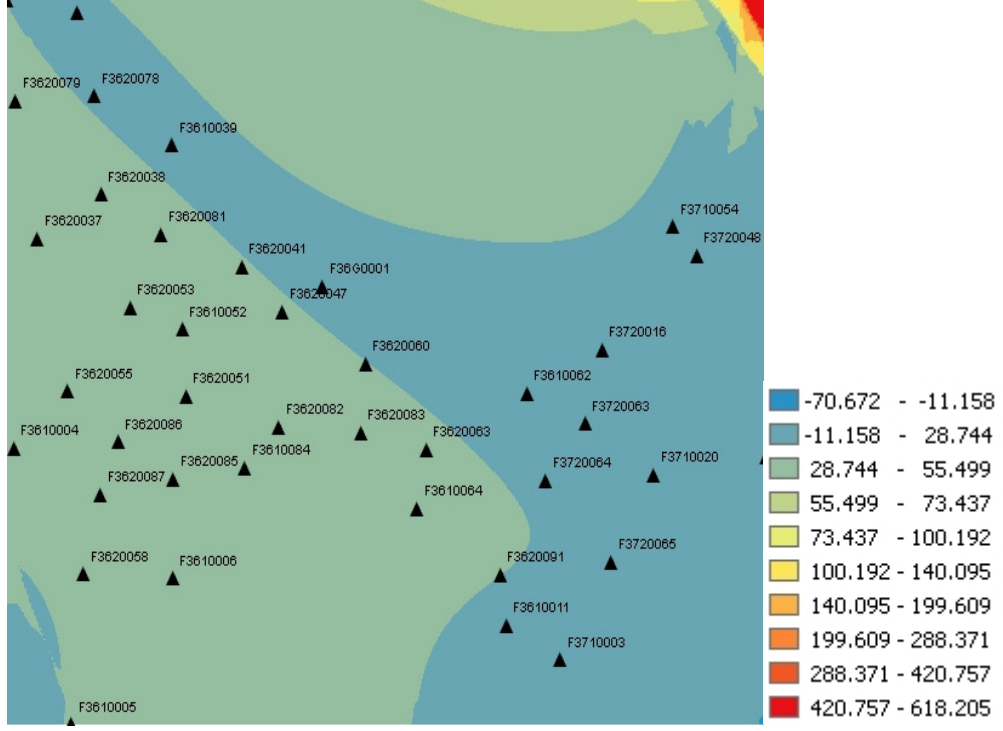 F3620079
F3620078
F3610039
F3620038
F3620037
F3620081
F3710054
F3720048
F3620041
F36G0001
F3620053
F3620047
F3610052
F3720016
F3620060
F3620055
F3620051
F3610062
F3620082
F3620083
F3720063
F3610004
F3620086
F3620063
F3620085
F3610084
F3720064
F3710020
F3620087
F3610064
F3620058
F3610006
F3620091
F3720065
F3610011
F3710003
F3610005
-70.672 - -11.158
-11.158 - 28.744
28.744 - 55.499
55.499 - 73.437
73.437 - 100.192
100.192 - 140.095
140.095 - 199.609
199.609 - 288.371
288.371 - 420.757
420.757 - 618.205